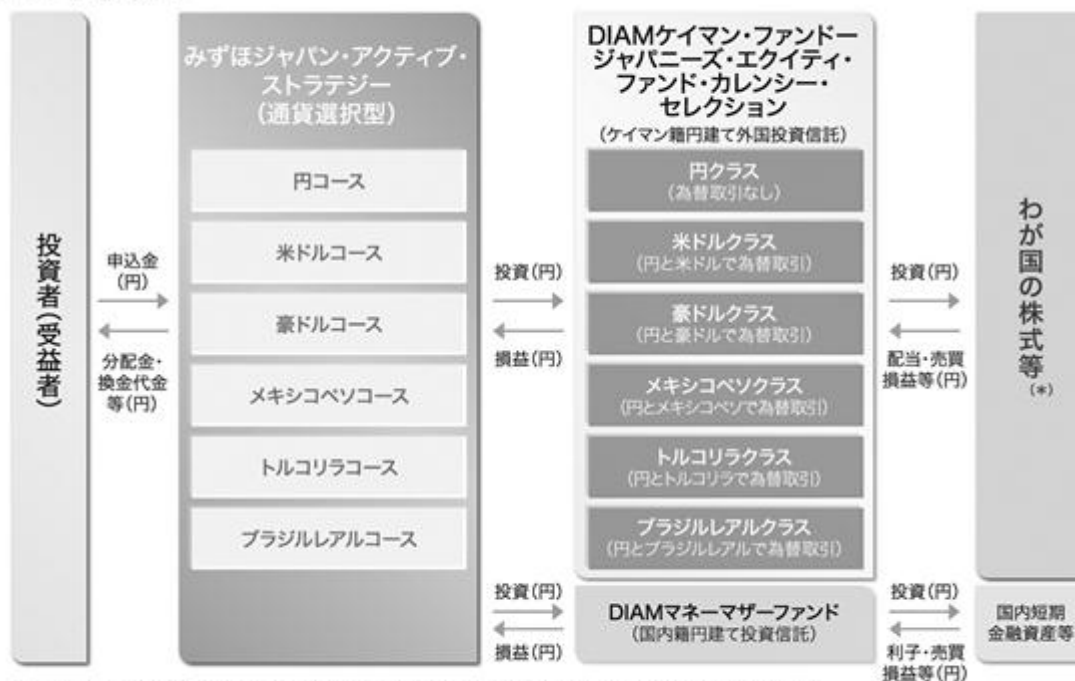 投資者(受益者)
申込金
(円)
分配金・
換金代金
等(円)
みずほジャパン・アクティブ・
ストラテジー
(通貨選択型)
円コース
米ドルコース
豪ドルコース
メキシコペソコース
トルコリラコース
ブラジルレアルコース
投資(円)
損益(円)
投資(円)
損益(円)
DIAMケイマン・ファンドー
ジャパニーズ・エクイティ・
ファンド・カレンシー・
セレクション
(ケイマン籍円建て外国投資信託)
円クラス
(為替取引なし)
米ドルクラス
(円と米ドルで為替取引)
豪ドルクラス
(円と豪ドルで為替取引)
メキシコペソクラス
(円とメキシコペソで為替取引)
トルコリラクラス
(円とトルコリラで為替取引)
ブラジルレアルクラス
(円とブラジルレアルで為替取引)
DIAMマネーマザーファンド
(国内籍円建て投資信託)
投資(円)
配当・売買
損益等(円)
投資(円)
利子・売買
損益等(円)
わが国の株式等
(*)
国内短期
金融資産等